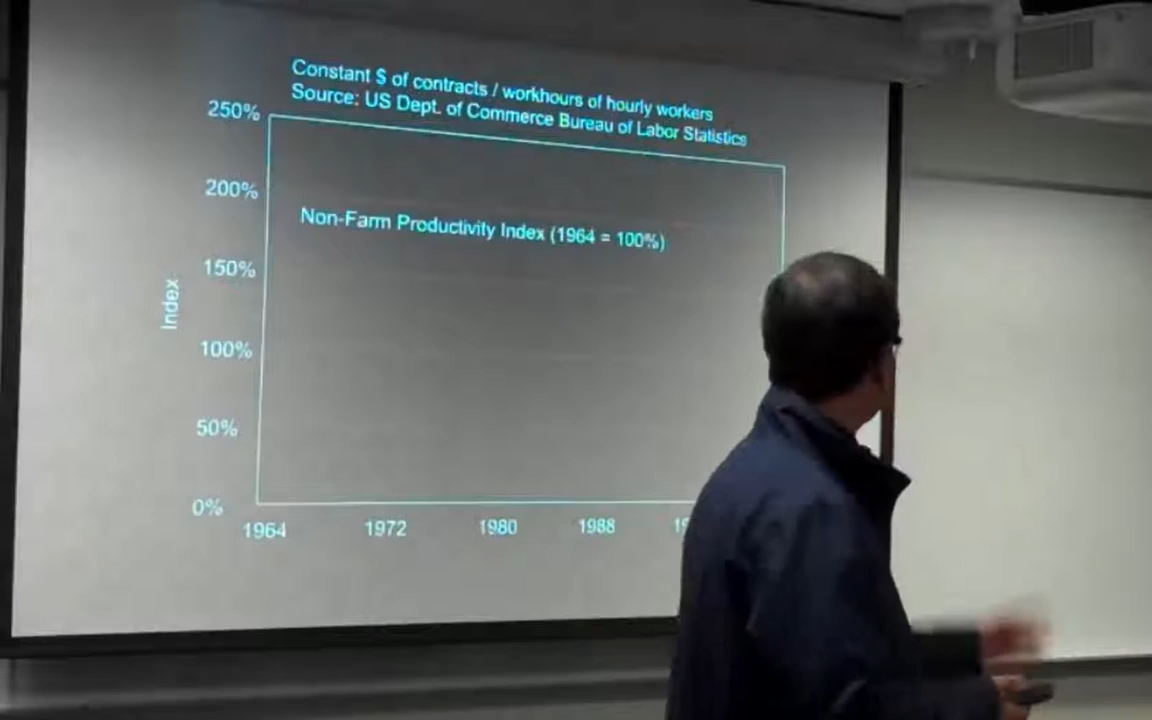 Constant $ of contracts / workhours of hourly workers
Source: US Dept. of Commerce Bureau of Labor Statistics
250%
200%
Non-Farm Productivity Index (1964 = 100%)
150%
Index
100%
50%
0%
1964 1972 1980 1988